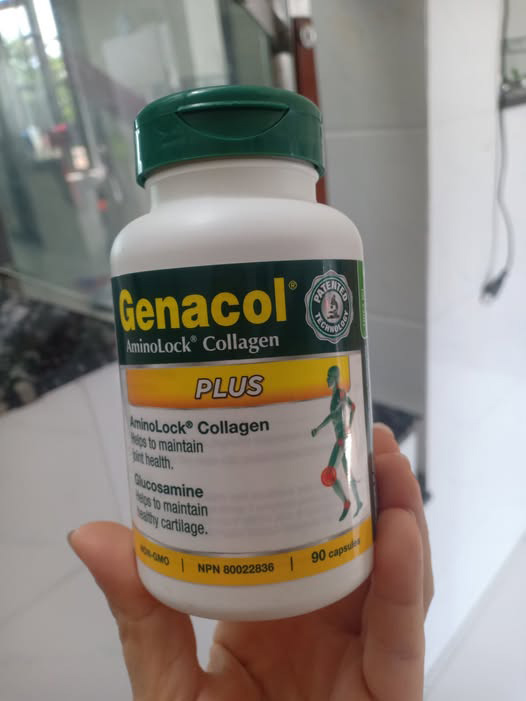 Genacol®
PATENTED
TECHNOLOGY
AminoLock® Collagen
PLUS
AminoLock® Collagen
Helps to maintain
joint health.
Glucosamine
Helps to maintain
healthy cartilage.
NON-GMO | NPN 80022836 | 90 capsules